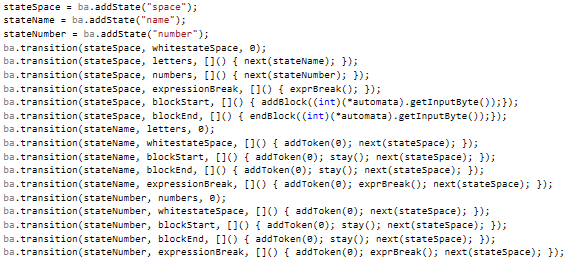 stateSpace = ba.addState("space");
stateName = ba.addState("name");
stateNumber = ba.addState("number");
ba.transition(stateSpace, whitestateSpace, 0);
ba.transition(stateSpace, letters, []() { next(stateName); });
ba.transition(stateSpace, numbers, []() { next(stateNumber); });
ba.transition(stateSpace, expressionBreak, []() { exprBreak(); });
ba.transition(stateSpace, blockStart, []() { addBlock((int)(*automata).getInputByte());});
ba.transition(stateSpace, blockEnd, []() { endBlock((int)(*automata).getInputByte());});
ba.transition(stateName, letters, 0);
ba.transition(stateName, whitestateSpace, []() { addToken(0); next(stateSpace); });
ba.transition(stateName, blockStart, []() { addToken(0); stay(); next(stateSpace); });
ba.transition(stateName, blockEnd, []() { addToken(0); stay(); next(stateSpace); });
ba.transition(stateName, expressionBreak, []() { addToken(0); exprBreak(); next(stateSpace); });
ba.transition(stateNumber, numbers, 0);
ba.transition(stateNumber, whitestateSpace, []() { addToken(0); next(stateSpace); });
ba.transition(stateNumber, blockStart, []() { addToken(0); stay(); next(stateSpace); });
ba.transition(stateNumber, blockEnd, []() { addToken(0); stay(); next(stateSpace); });
ba.transition(stateNumber, expressionBreak, []() { addToken(0); exprBreak(); next(stateSpace); });